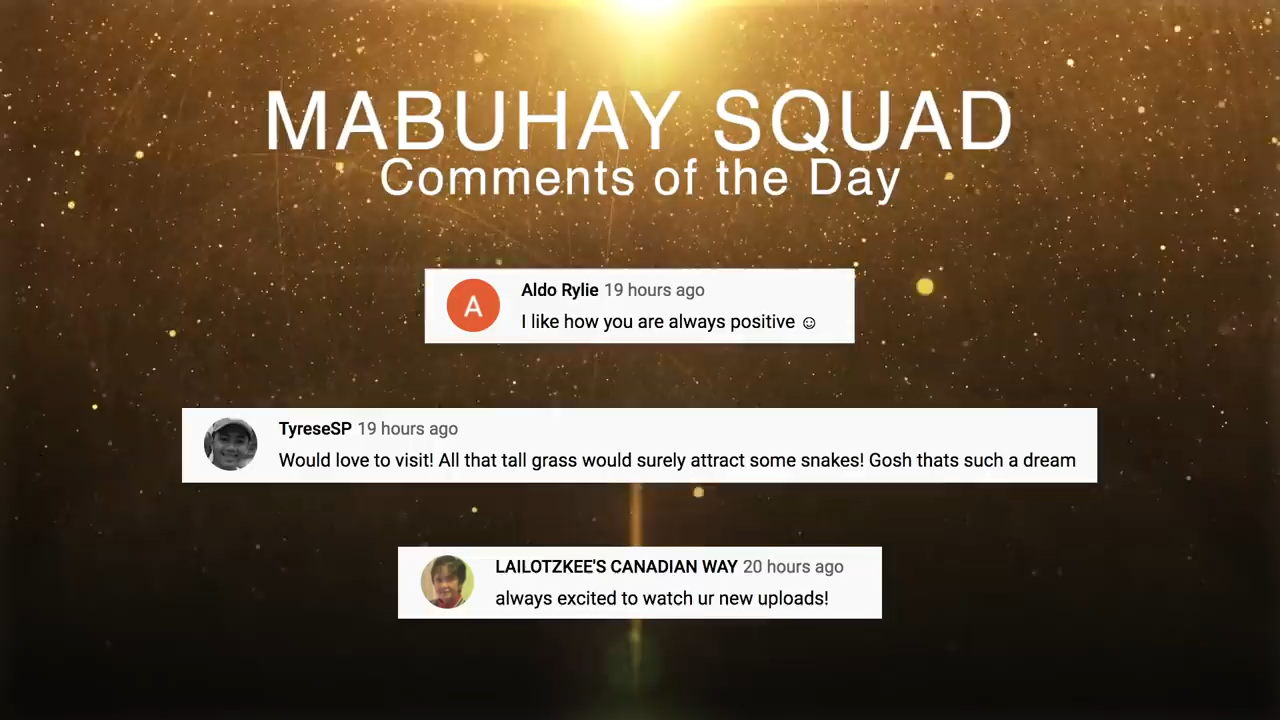 MABUHAY SQUAD
Comments of the Day
A
Aldo Rylie 19 hours ago
I like how you are always positive ☺
TyreseSP 19 hours ago
Would love to visit! All that tall grass would surely attract some snakes! Gosh thats such a dream
LAILOTZKEE'S CANADIAN WAY 20 hours ago
always excited to watch ur new uploads!